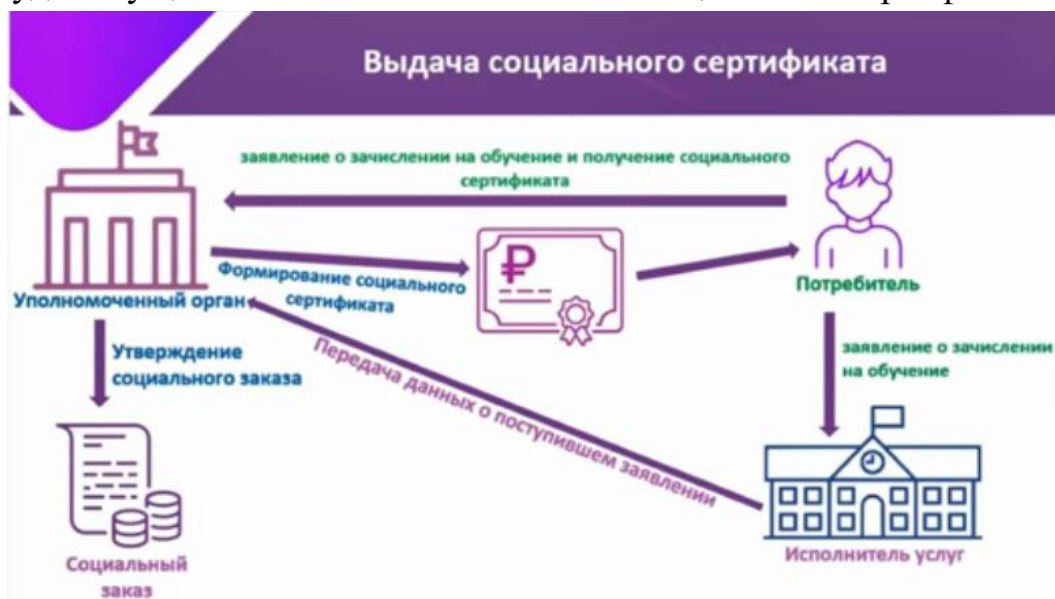 Выдача социального сертификата
заявление о зачислении на обучение и получение социального
сертификата
Формирование социального
сертификата
Уполномоченный орган
Потребитель
Утверждение
социального заказа
Передача данных о поступившем заявлении
заявление о зачислении
на обучение
Социальный
заказ
Исполнитель услуг